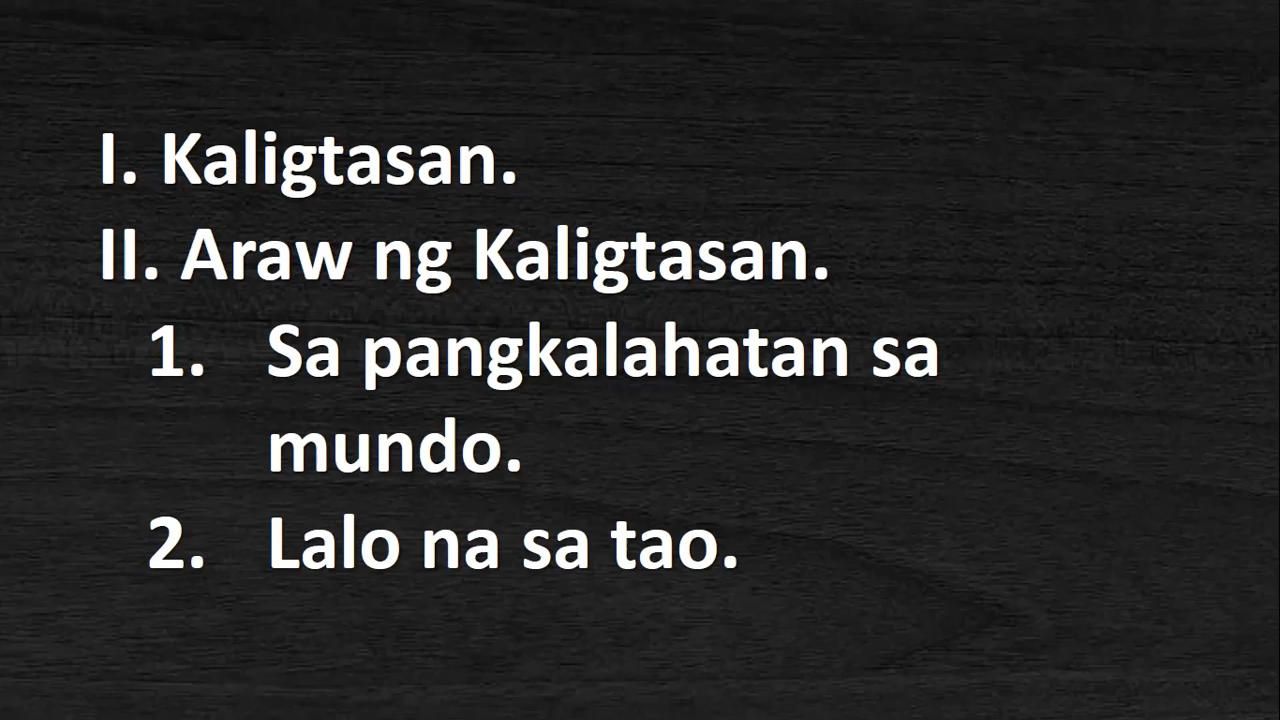 I. Kaligtasan.
II. Araw ng Kaligtasan.
1. Sa pangkalahatan sa
mundo.
2. Lalo na sa tao.